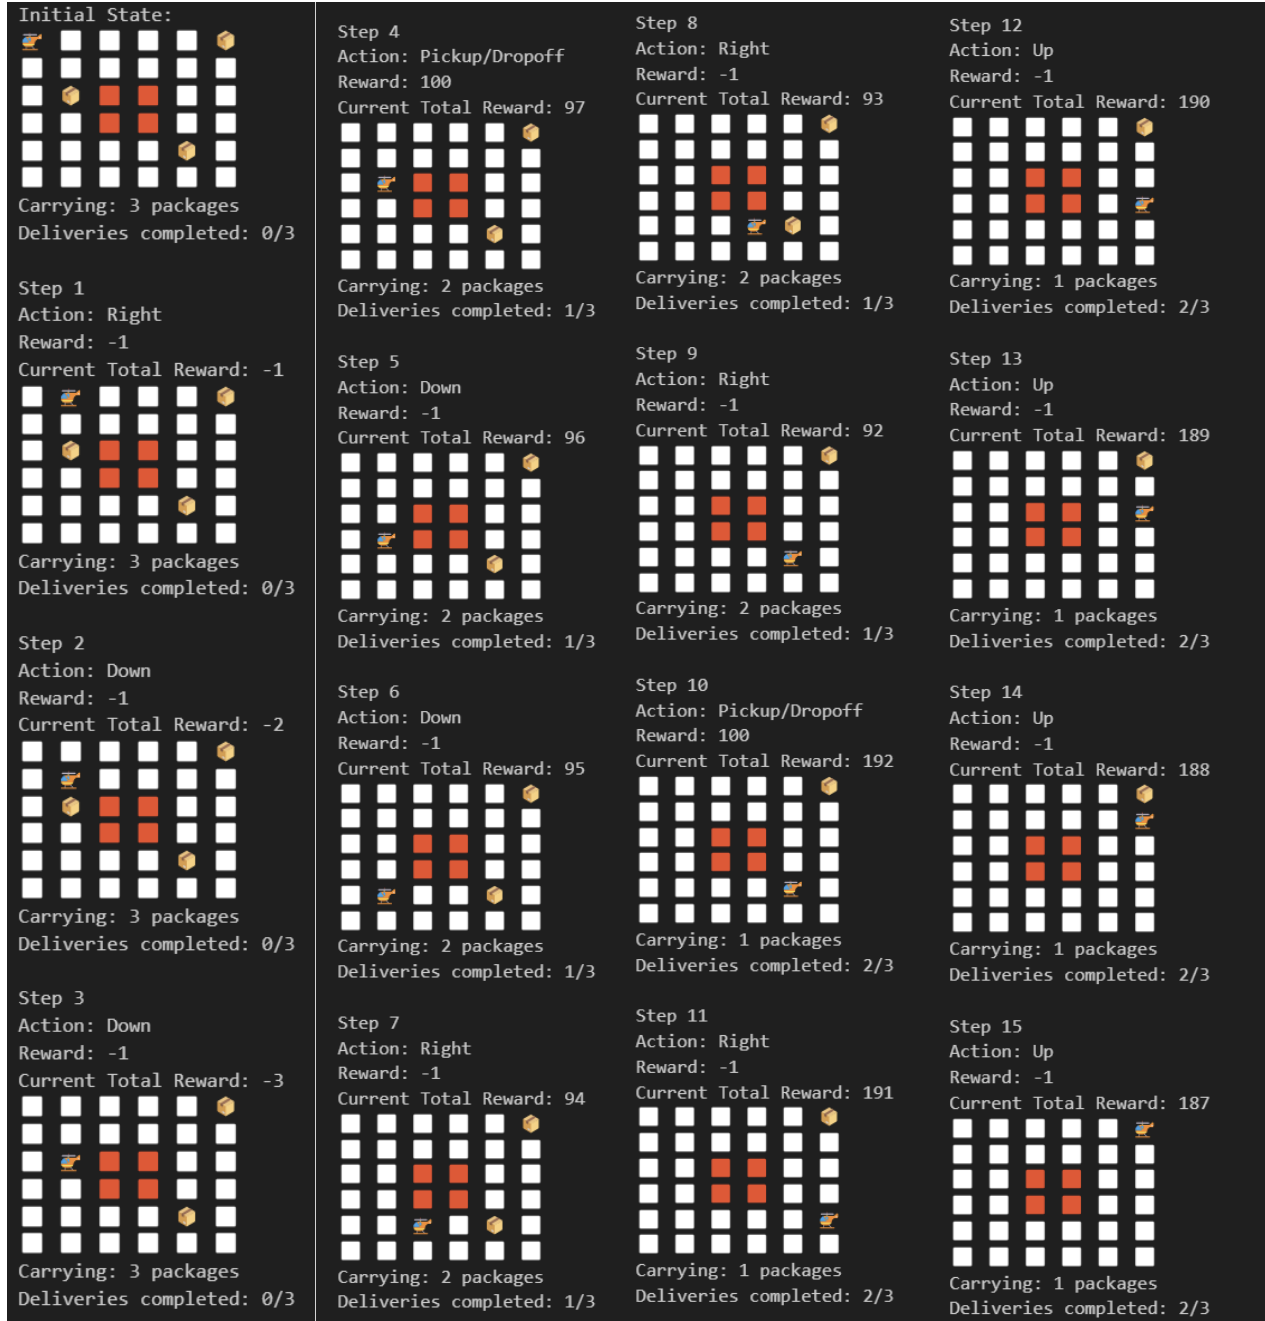 Initial State:
Carrying: 3 packages
Deliveries completed: 0/3
Step 1
Action: Right
Reward: -1
Current Total Reward: -1
Carrying: 3 packages
Deliveries completed: 0/3
Step 2
Action: Down
Reward: -1
Current Total Reward: -2
Carrying: 3 packages
Deliveries completed: 0/3
Step 3
Action: Down
Reward: -1
Current Total Reward: -3
Carrying: 3 packages
Deliveries completed: 0/3
Step 4
Action: Pickup/Dropoff
Reward: 100
Current Total Reward: 97
Carrying: 2 packages
Deliveries completed: 1/3
Step 5
Action: Down
Reward: -1
Current Total Reward: 96
Carrying: 2 packages
Deliveries completed: 1/3
Step 6
Action: Down
Reward: -1
Current Total Reward: 95
Carrying: 2 packages
Deliveries completed: 1/3
Step 7
Action: Right
Reward: -1
Current Total Reward: 94
Carrying: 2 packages
Deliveries completed: 1/3
Step 8
Action: Right
Reward: -1
Current Total Reward: 93
Carrying: 2 packages
Deliveries completed: 1/3
Step 9
Action: Right
Reward: -1
Current Total Reward: 92
Carrying: 2 packages
Deliveries completed: 1/3
Step 10
Action: Pickup/Dropoff
Reward: 100
Current Total Reward: 192
Carrying: 1 packages
Deliveries completed: 2/3
Step 11
Action: Right
Reward: -1
Current Total Reward: 191
Carrying: 1 packages
Deliveries completed: 2/3
Step 12
Action: Up
Reward: -1
Current Total Reward: 190
Carrying: 1 packages
Deliveries completed: 2/3
Step 13
Action: Up
Reward: -1
Current Total Reward: 189
Carrying: 1 packages
Deliveries completed: 2/3
Step 14
Action: Up
Reward: -1
Current Total Reward: 188
Carrying: 1 packages
Deliveries completed: 2/3
Step 15
Action: Up
Reward: -1
Current Total Reward: 187
Carrying: 1 packages
Deliveries completed: 2/3